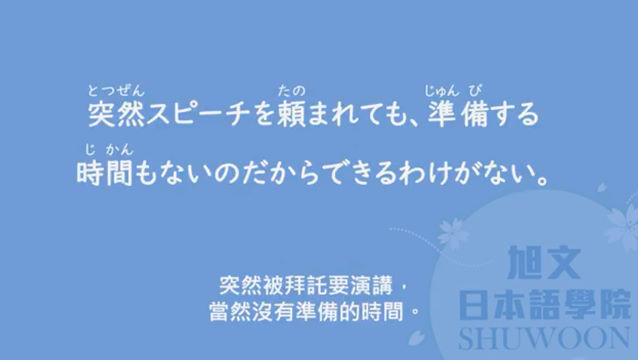 とつぜん たの じゅん び
突然スピーチを頼まれても、準備する
じ かん
時間もないのだからできるわけがない。
突然被拜託要演講，
當然沒有準備的時間。
旭文
日本語學院
SHUWOON